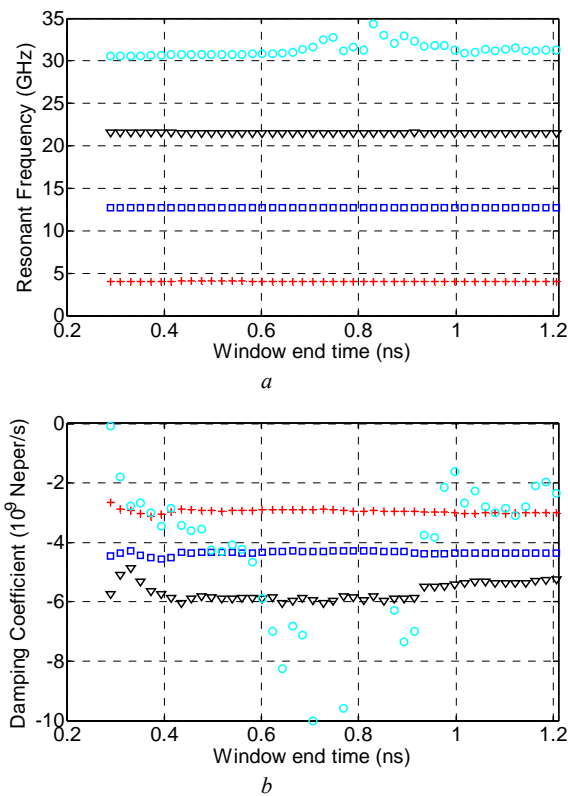 35
30
25
20
15
10
5
0
Resonant Frequency (GHz)
0.2 0.4 0.6 0.8 1 1.2
Window end time (ns)
a
0
-2
-4
-6
-8
-10
Damping Coefficient (10⁹ Neper/s)
0.2 0.4 0.6 0.8 1 1.2
Window end time (ns)
b